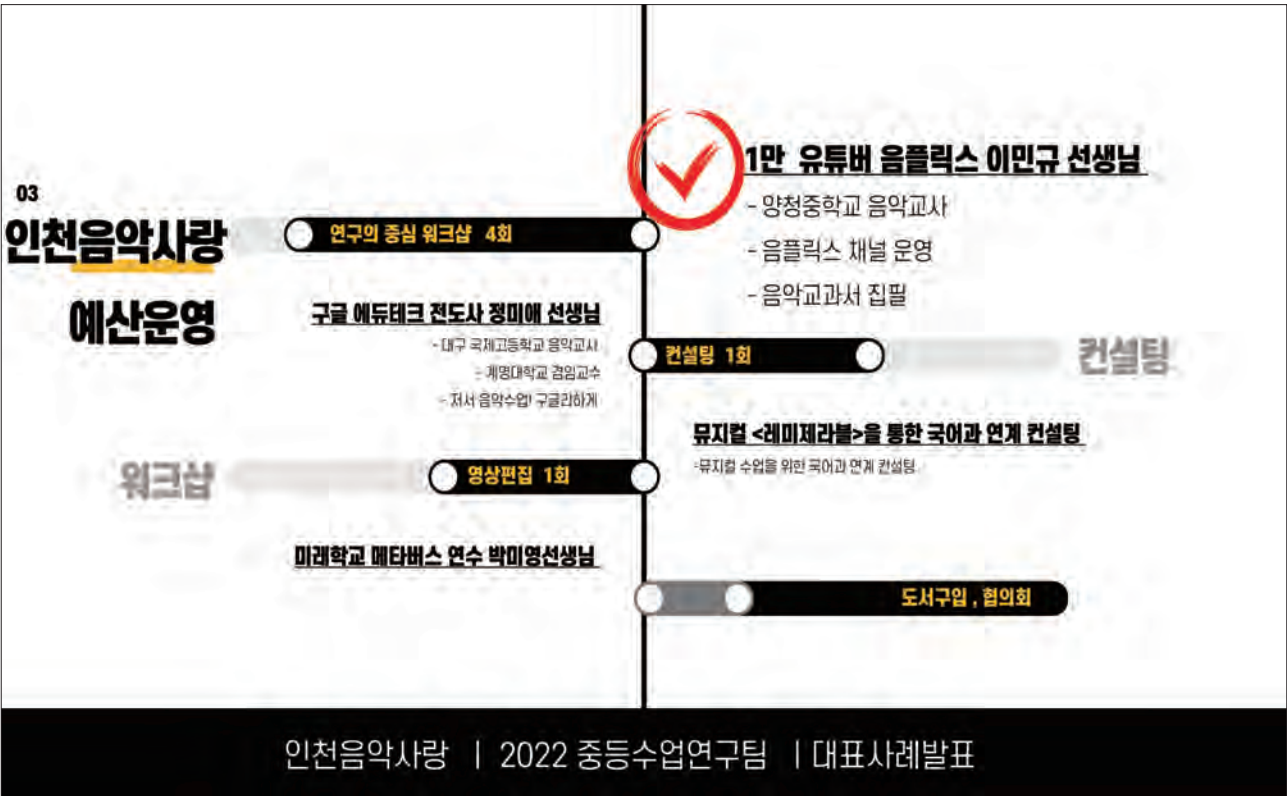 03
인천음악사랑
예산운영
연구의 중심 워크샵 4회
구글 에듀테크 전도사 정미애 선생님
- 대구 국제고등학교 음악교사
- 계명대학교 겸임교수
- 저서 음악수업! 구글리하게
워크샵
영상편집 1회
미래학교 메타버스 연수 박미영선생님
1만 유튜버 음플릭스 이민규 선생님
- 양청중학교 음악교사
- 음플릭스 채널 운영
- 음악교과서 집필
컨설팅 1회
컨설팅
뮤지컬 <레미제라블>을 통한 국어과 연계 컨설팅
-뮤지컬 수업을 위한 국어과 연계 컨설팅
도서구입 , 협의회
인천음악사랑 | 2022 중등수업연구팀 | 대표사례발표